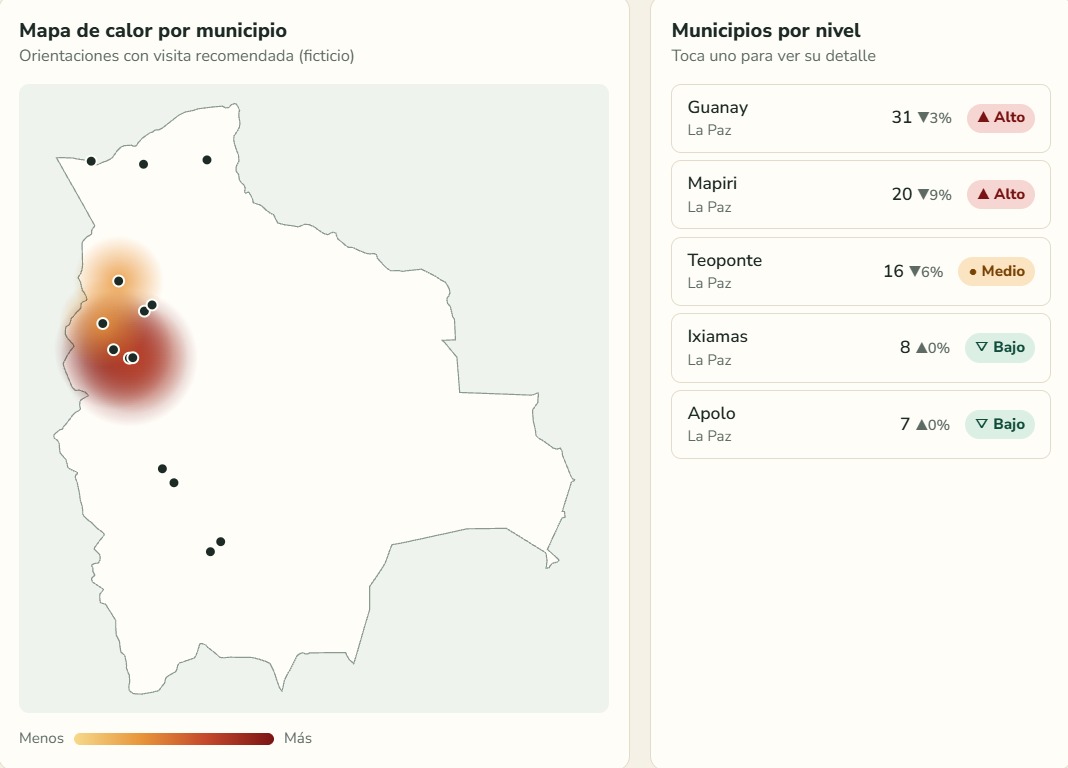 Mapa de calor por municipio
Orientaciones con visita recomendada (ficticio)
Menos
Más
Municipios por nivel
Toca uno para ver su detalle
Guanay
La Paz
31 ▼3% ▲ Alto
Mapiri
La Paz
20 ▼9% ▲ Alto
Teoponte
La Paz
16 ▼6% ● Medio
Ixiamas
La Paz
8 ▲0% ▽ Bajo
Apolo
La Paz
7 ▲0% ▽ Bajo